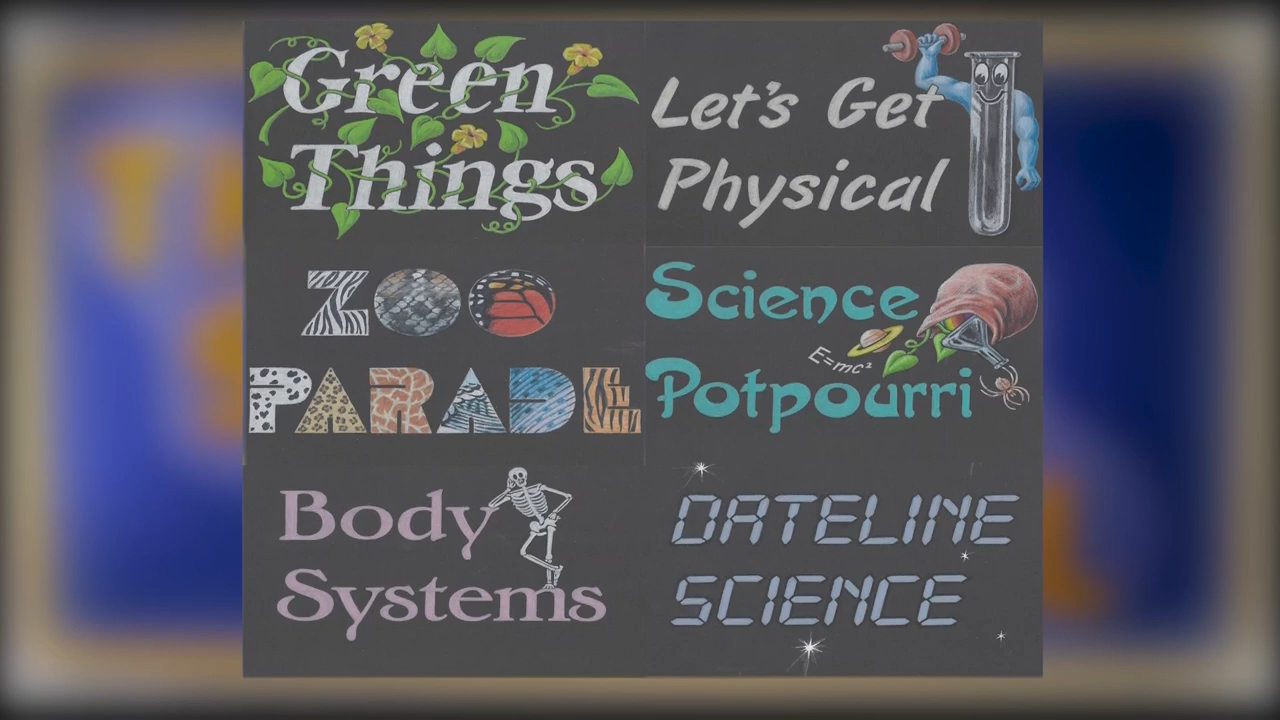 Green
Things
Let's Get
Physical
ZOO
PARADE
Science
E=mc²
Potpourri
Body
Systems
DATELINE
SCIENCE